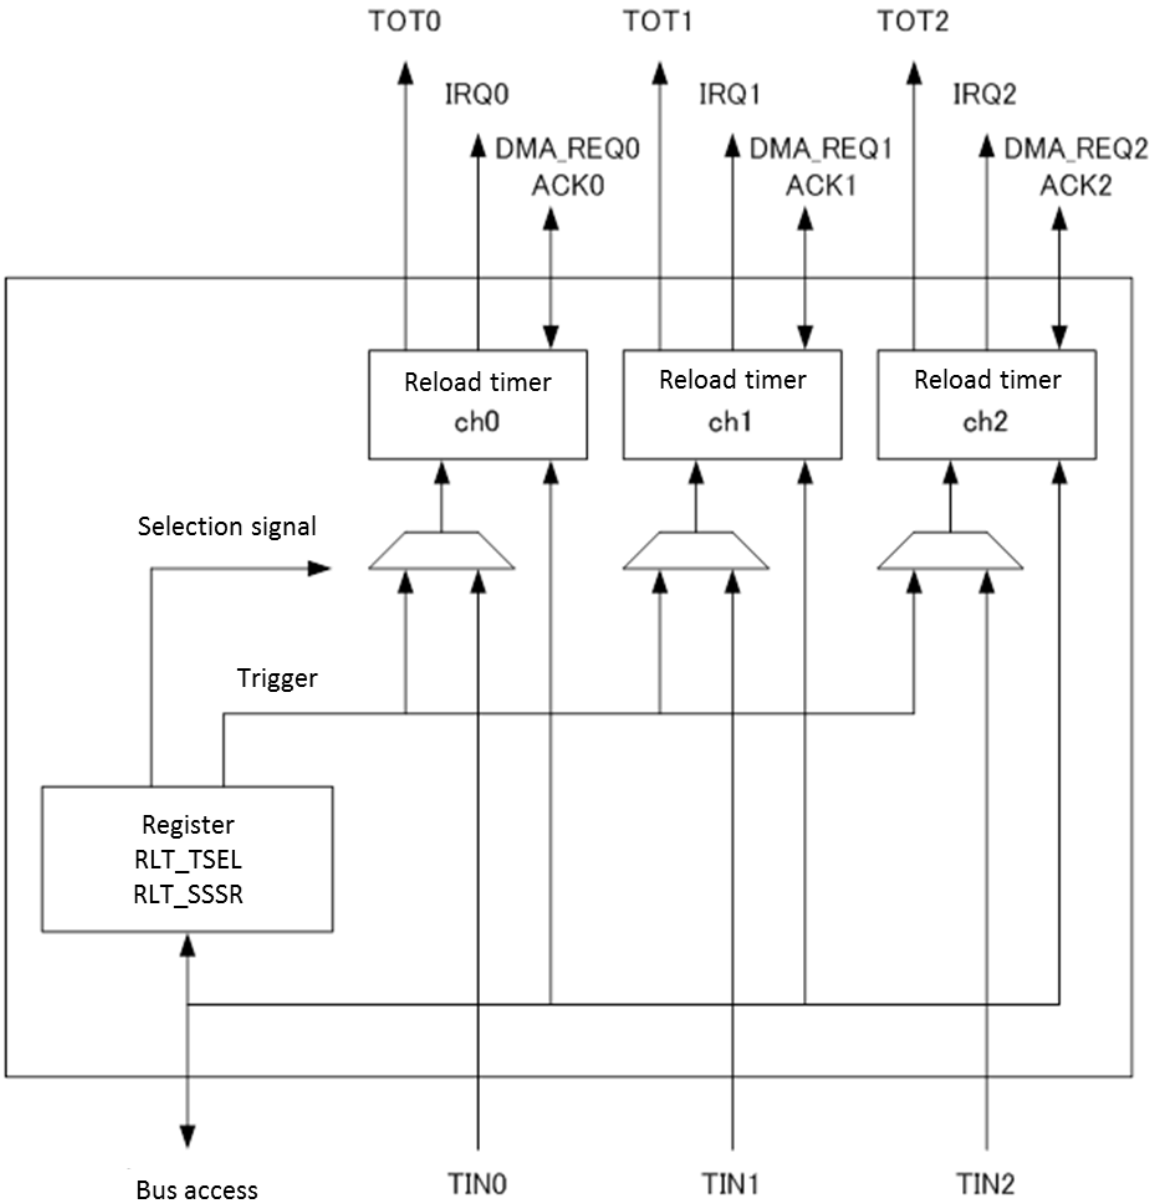 TOT0 TOT1 TOT2
IRQ0 IRQ1 IRQ2
DMA_REQ0 DMA_REQ1 DMA_REQ2
ACK0 ACK1 ACK2
Reload timer Reload timer Reload timer
ch0 ch1 ch2
Selection signal
Trigger
Register
RLT_TSEL
RLT_SSSR
Bus access TIN0 TIN1 TIN2